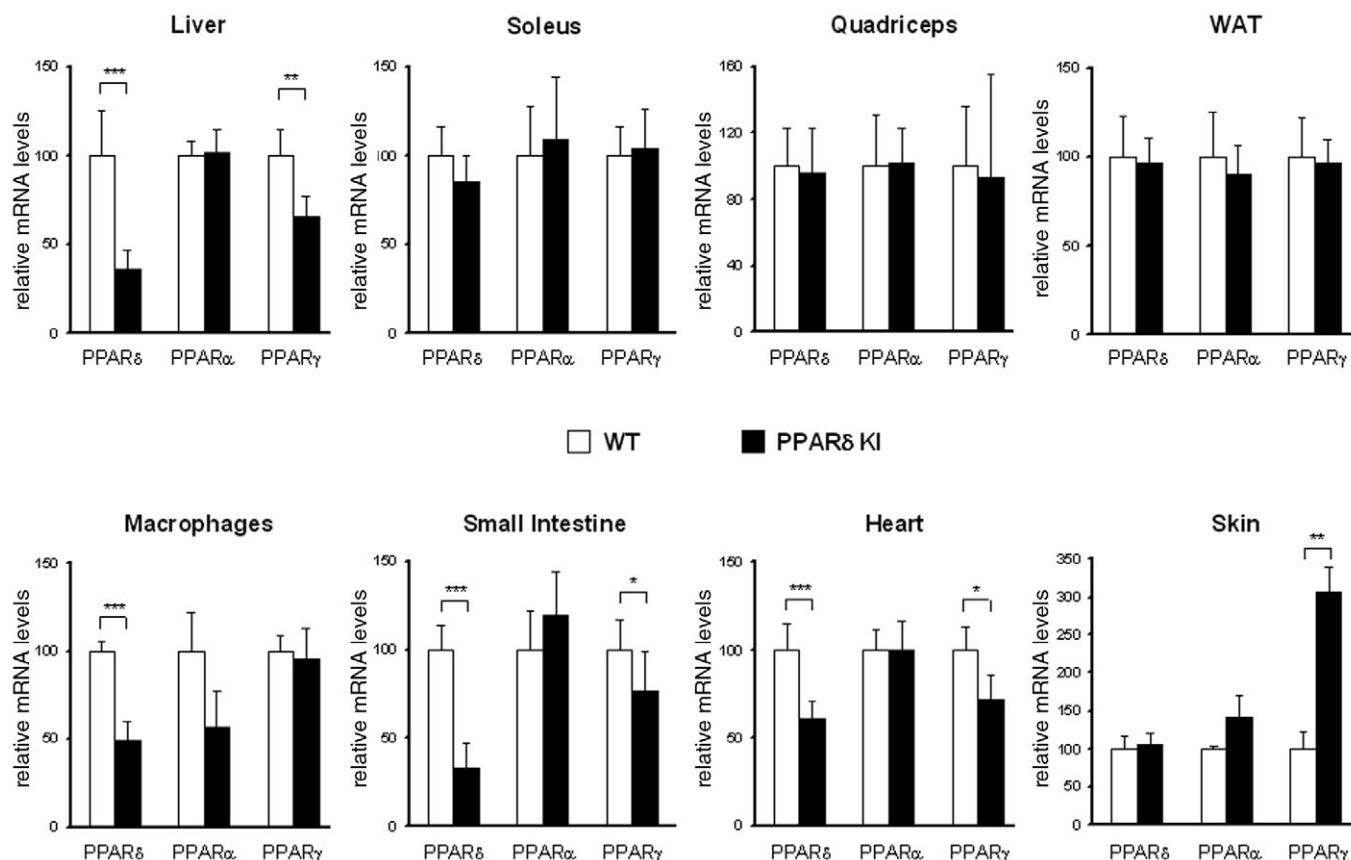 Liver
relative mRNA levels
150
100
50
0
***
**
PPARδ PPARα PPARγ
Soleus
relative mRNA levels
150
100
50
0
PPARδ PPARα PPARγ
Quadriceps
relative mRNA levels
160
120
80
40
0
PPARδ PPARα PPARγ
WAT
relative mRNA levels
150
100
50
0
PPARδ PPARα PPARγ
WT PPARδ KI
Macrophages
relative mRNA levels
150
100
50
0
***
PPARδ PPARα PPARγ
Small Intestine
relative mRNA levels
150
100
50
0
***
*
PPARδ PPARα PPARγ
Heart
relative mRNA levels
150
100
50
0
***
*
PPARδ PPARα PPARγ
Skin
relative mRNA levels
350
300
250
200
150
100
50
0
**
PPARδ PPARα PPARγ